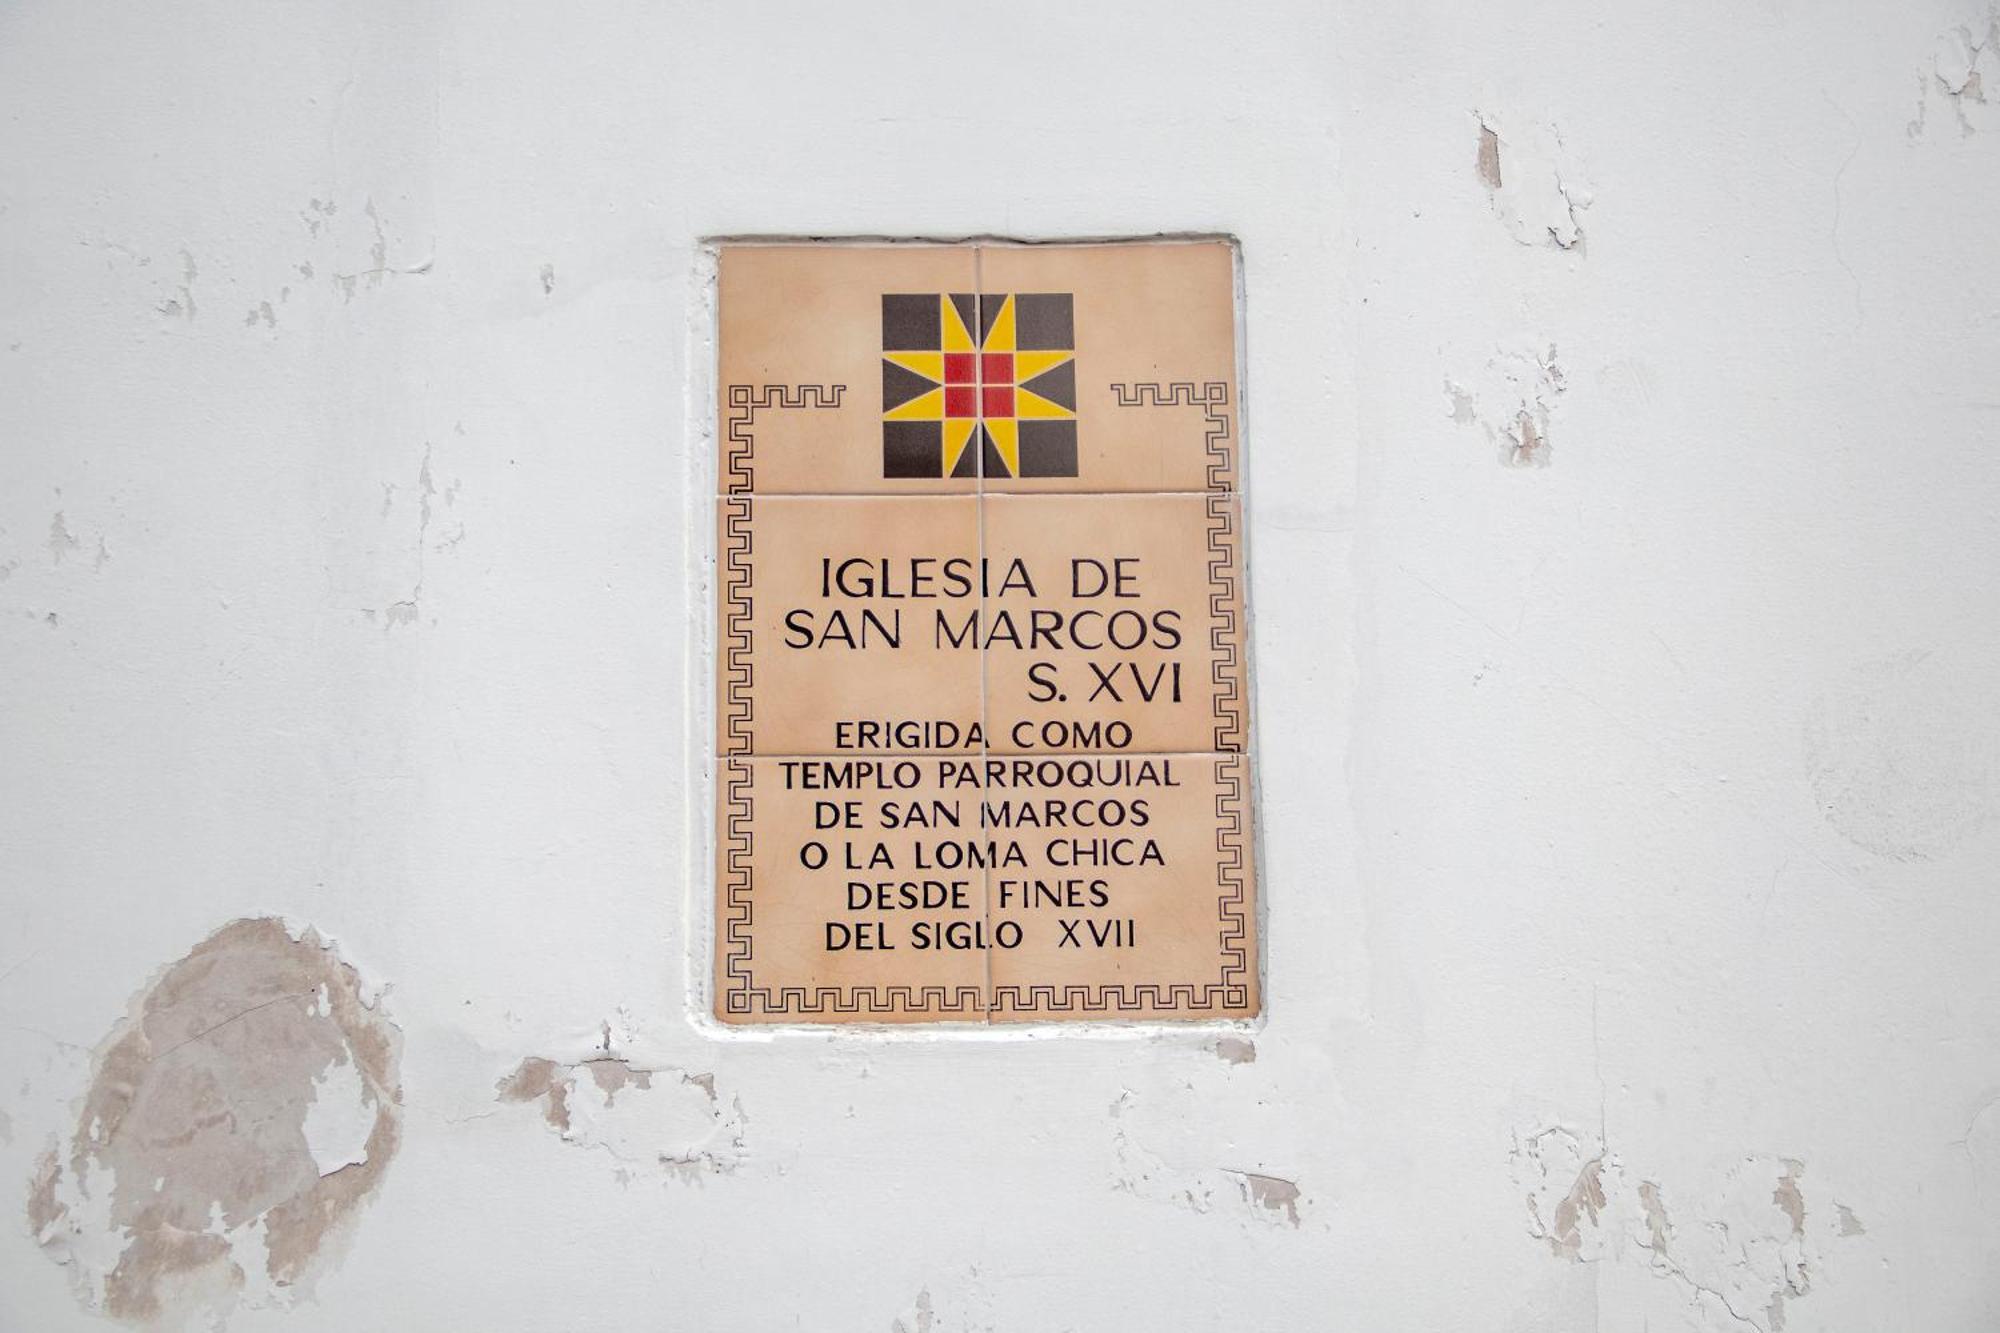 IGLESIA DE
SAN MARCOS
S. XVI
ERIGIDA COMO
TEMPLO PARROQUIAL
DE SAN MARCOS
O LA LOMA CHICA
DESDE FINES
DEL SIGLO XVII